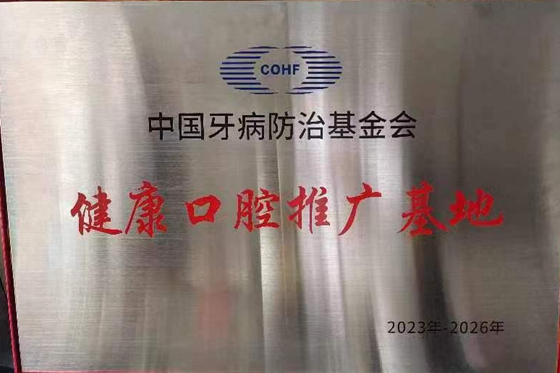 COHF
中国牙病防治基金会
健康口腔推广基地
2023年-2026年